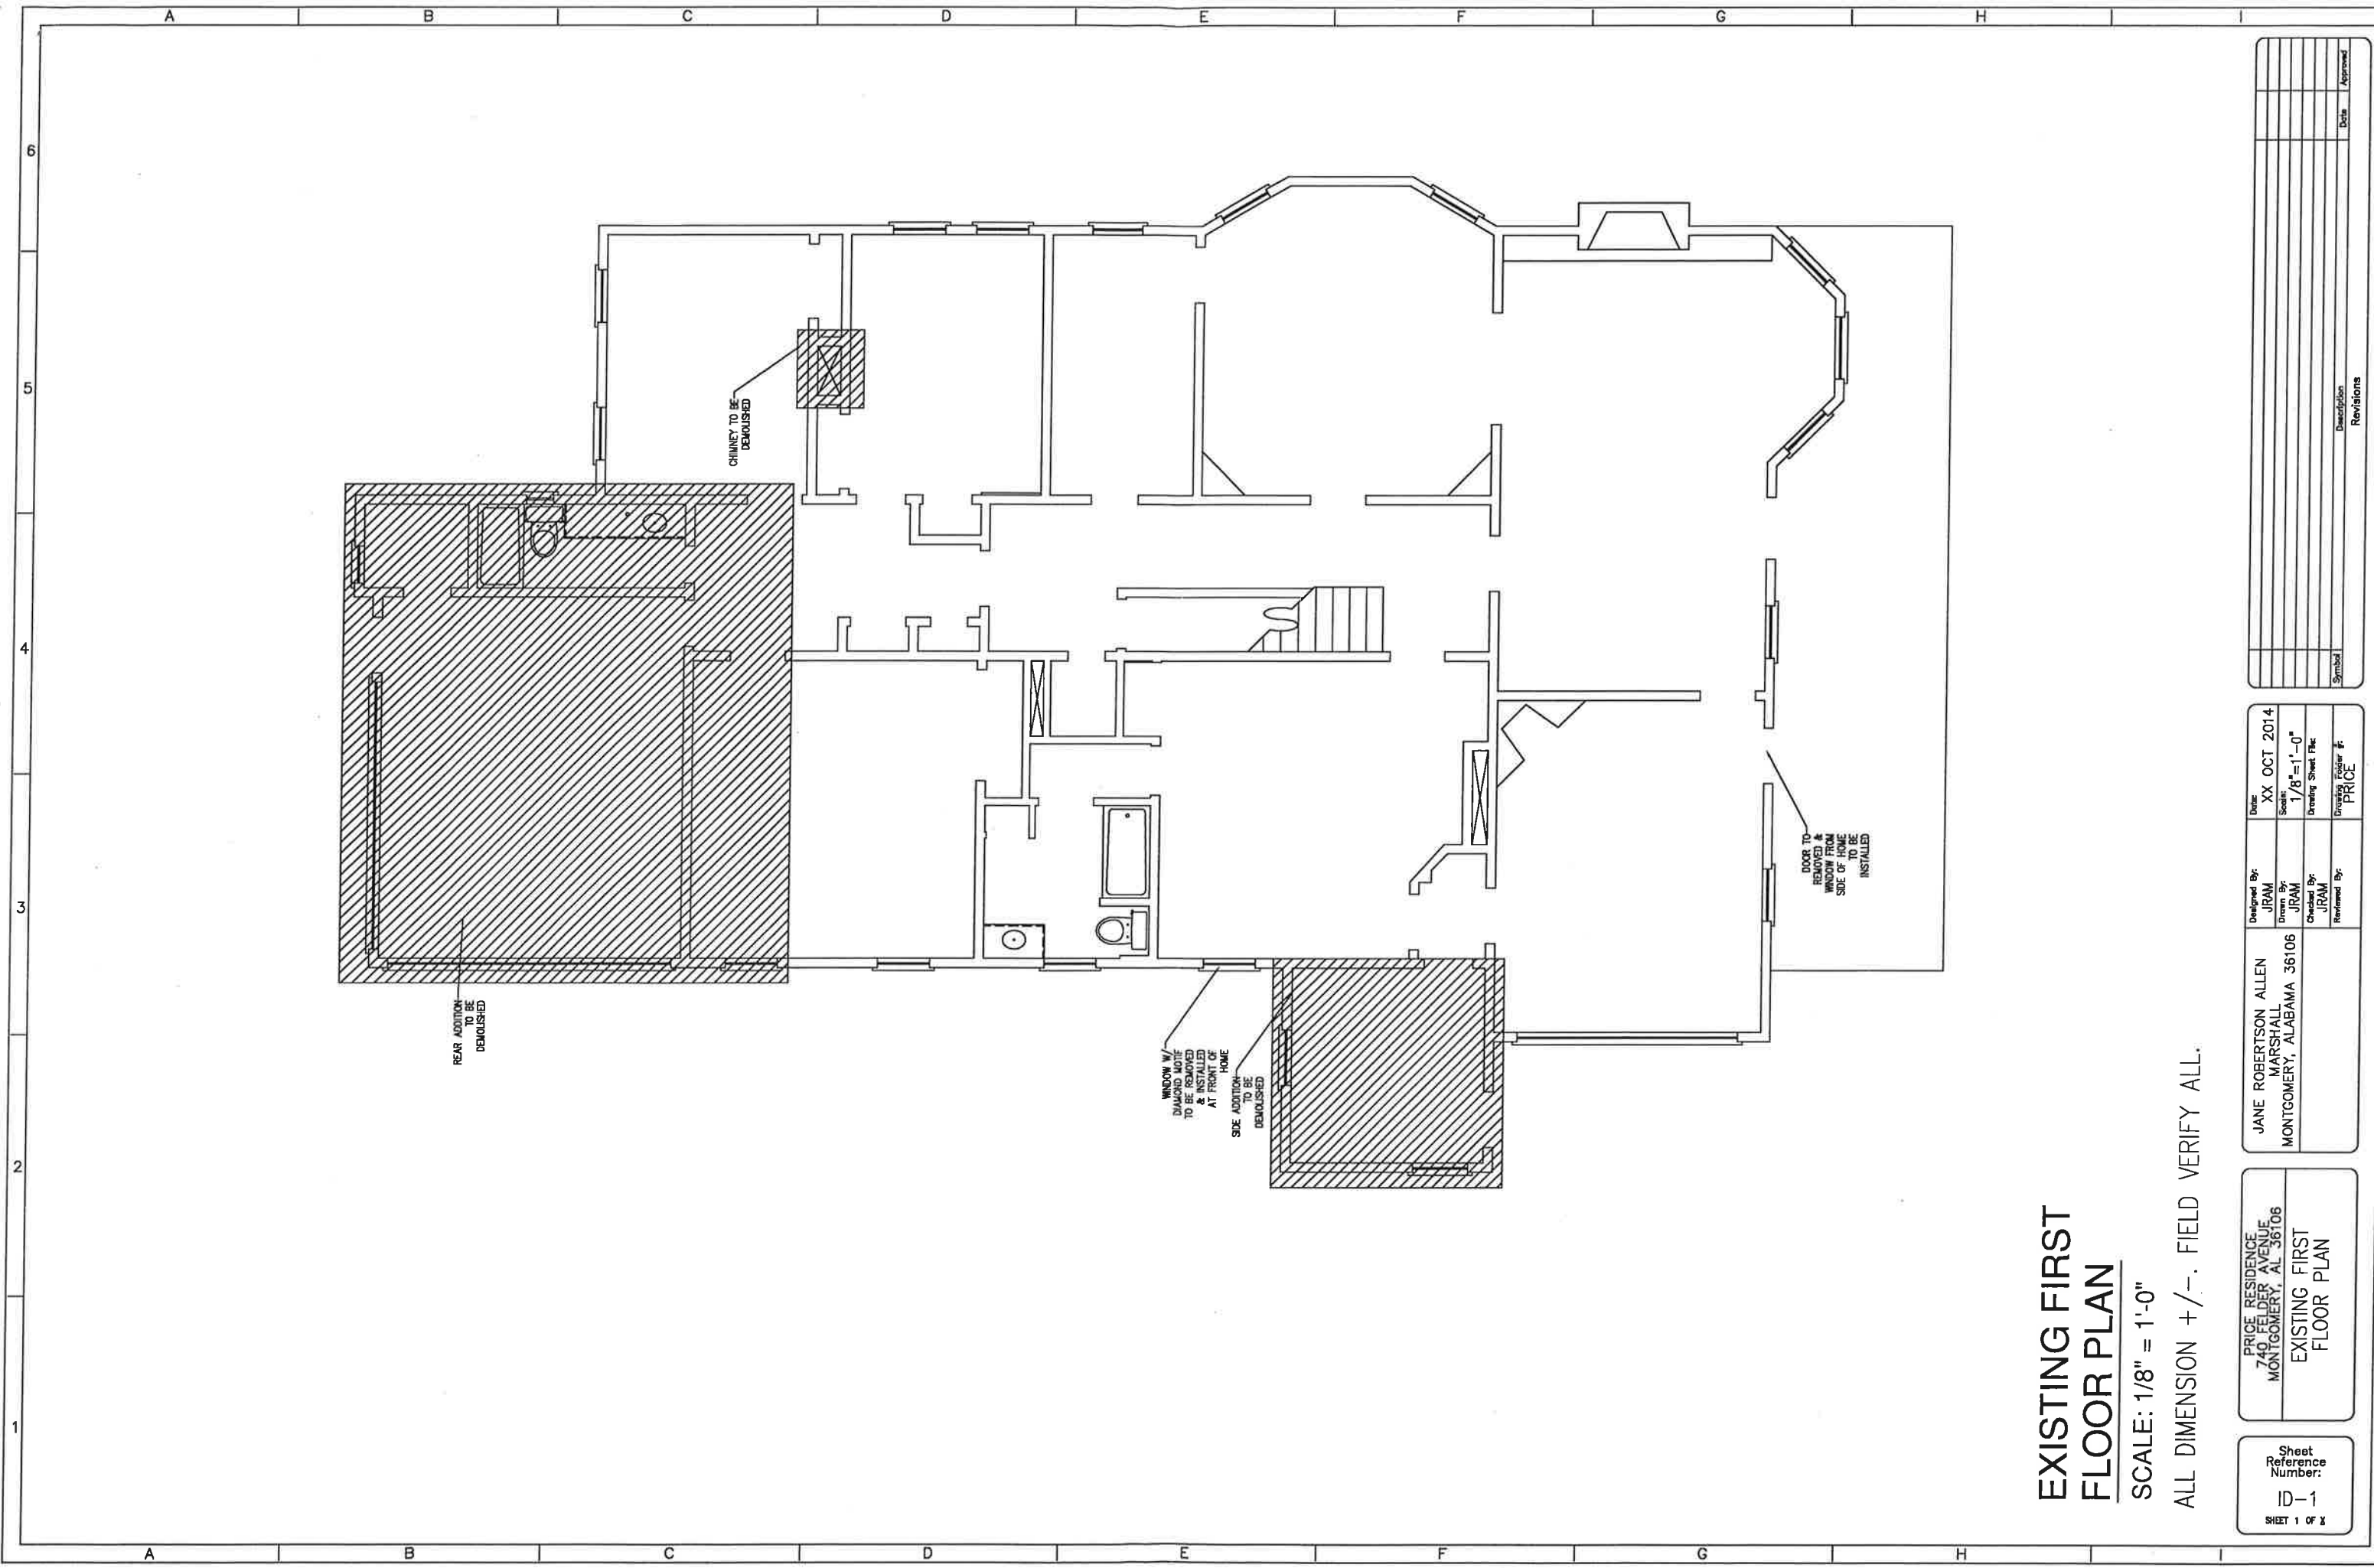 A
B
C
D
E
F
G
H
I
6
5
4
3
2
1
CHIMNEY TO BE
DEMOLISHED
REAR ADDITION
TO BE
DEMOLISHED
WINDOW W/
DIAMOND MOTIF
TO BE REMOVED
& INSTALLED
AT FRONT OF
HOME
SIDE ADDITION
TO BE
DEMOLISHED
DOOR TO
REMOVED &
WINDOW FROM
SIDE OF HOME
TO BE
INSTALLED
EXISTING FIRST
FLOOR PLAN
SCALE: 1/8" = 1'-0"
ALL DIMENSION +/-. FIELD VERIFY ALL.
Symbol
Description
Date
Approved
Revisions
JANE ROBERTSON ALLEN
MARSHALL
MONTGOMERY, ALABAMA 36106
Designed By:
JRAM
Drawn By:
JRAM
Checked By:
JRAM
Reviewed By:
Date:
XX OCT 2014
Scale:
1/8"=1'-0"
Drawing Sheet File:
Drawing Folder #:
PRICE
PRICE RESIDENCE
740 FELDER AVENUE
MONTGOMERY, AL 36106
EXISTING FIRST
FLOOR PLAN
Sheet
Reference
Number:
ID-1
SHEET 1 OF
A
B
C
D
E
F
G
H
I